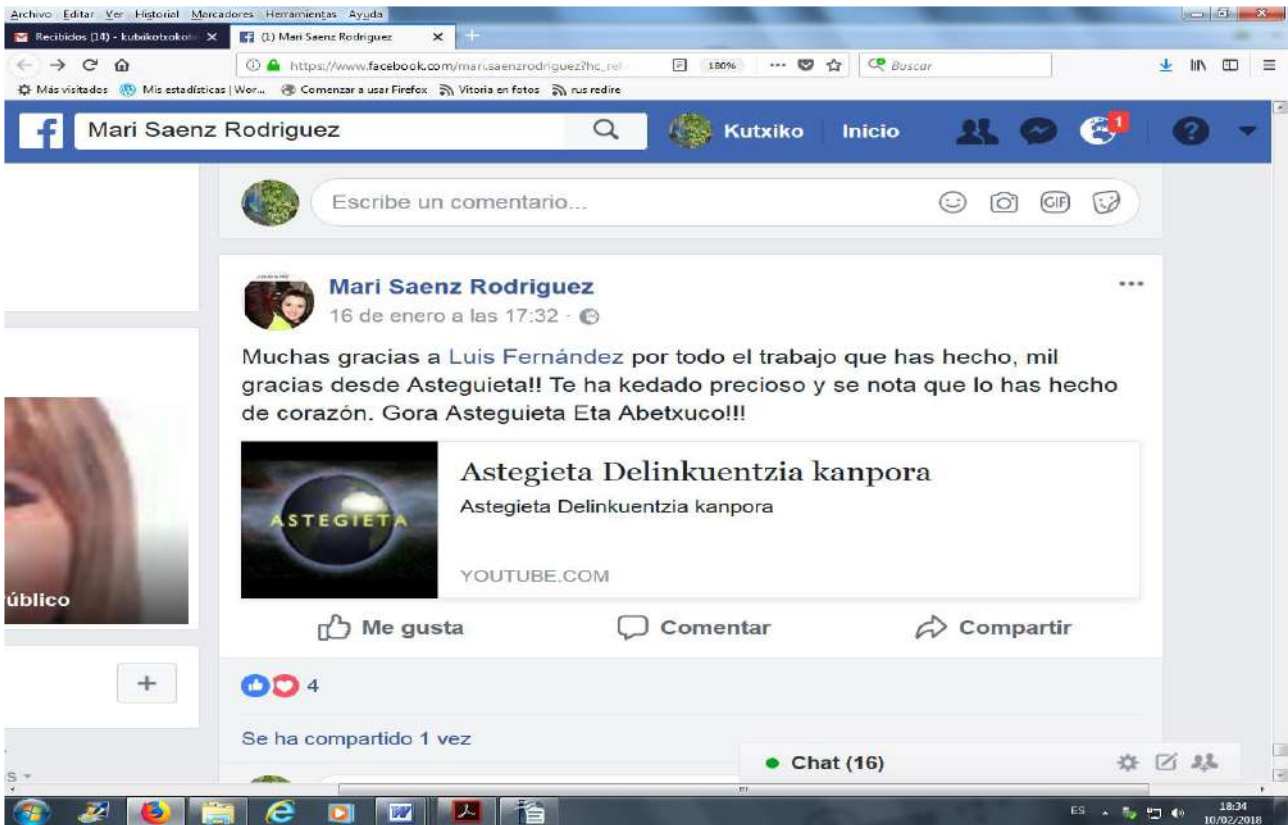 Archivo Editar Ver Historial Marcadores Herramientas Ayuda
Recibidos (14) - kutxikotxokot
(1) Mari Saenz Rodriguez
https://www.facebook.com/mari.saenzrodriguez?hc_ref
180%
Buscar
Más visitados Mis estadísticas | Wor... Comenzar a usar Firefox Vitoria en fotos rus redire
Mari Saenz Rodriguez
Kutxiko Inicio
1
Escribe un comentario...
GIF
Mari Saenz Rodriguez
16 de enero a las 17:32
Muchas gracias a Luis Fernández por todo el trabajo que has hecho, mil
gracias desde Asteguieta!! Te ha kedado precioso y se nota que lo has hecho
de corazón. Gora Asteguieta Eta Abetxuco!!!
ASTEGIETA
Astegieta Delinkuentzia kanpora
Astegieta Delinkuentzia kanpora
YOUTUBE.COM
úblico
Me gusta Comentar Compartir
4
Se ha compartido 1 vez
Chat (16)
ES
18:34
10/02/2018